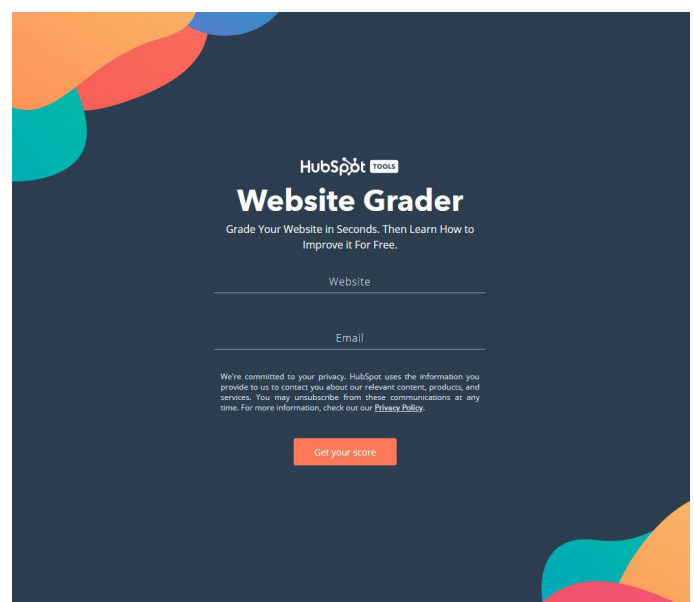 HubSpot TOOLS
Website Grader
Grade Your Website in Seconds. Then Learn How to
Improve it For Free.
Website
Email
We're committed to your privacy. HubSpot uses the information you
provide to us to contact you about our relevant content, products, and
services. You may unsubscribe from these communications at any
time. For more information, check out our Privacy Policy.
Get your score